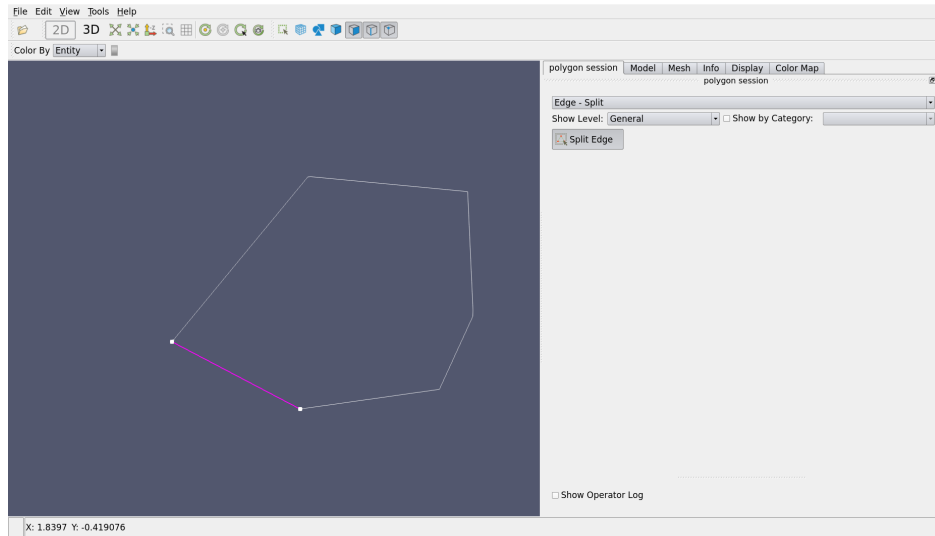 File Edit View Tools Help
2D 3D
Color By Entity
polygon session Model Mesh Info Display Color Map
polygon session
Edge - Split
Show Level: General Show by Category:
Split Edge
Show Operator Log
X: 1.8397 Y: -0.419076